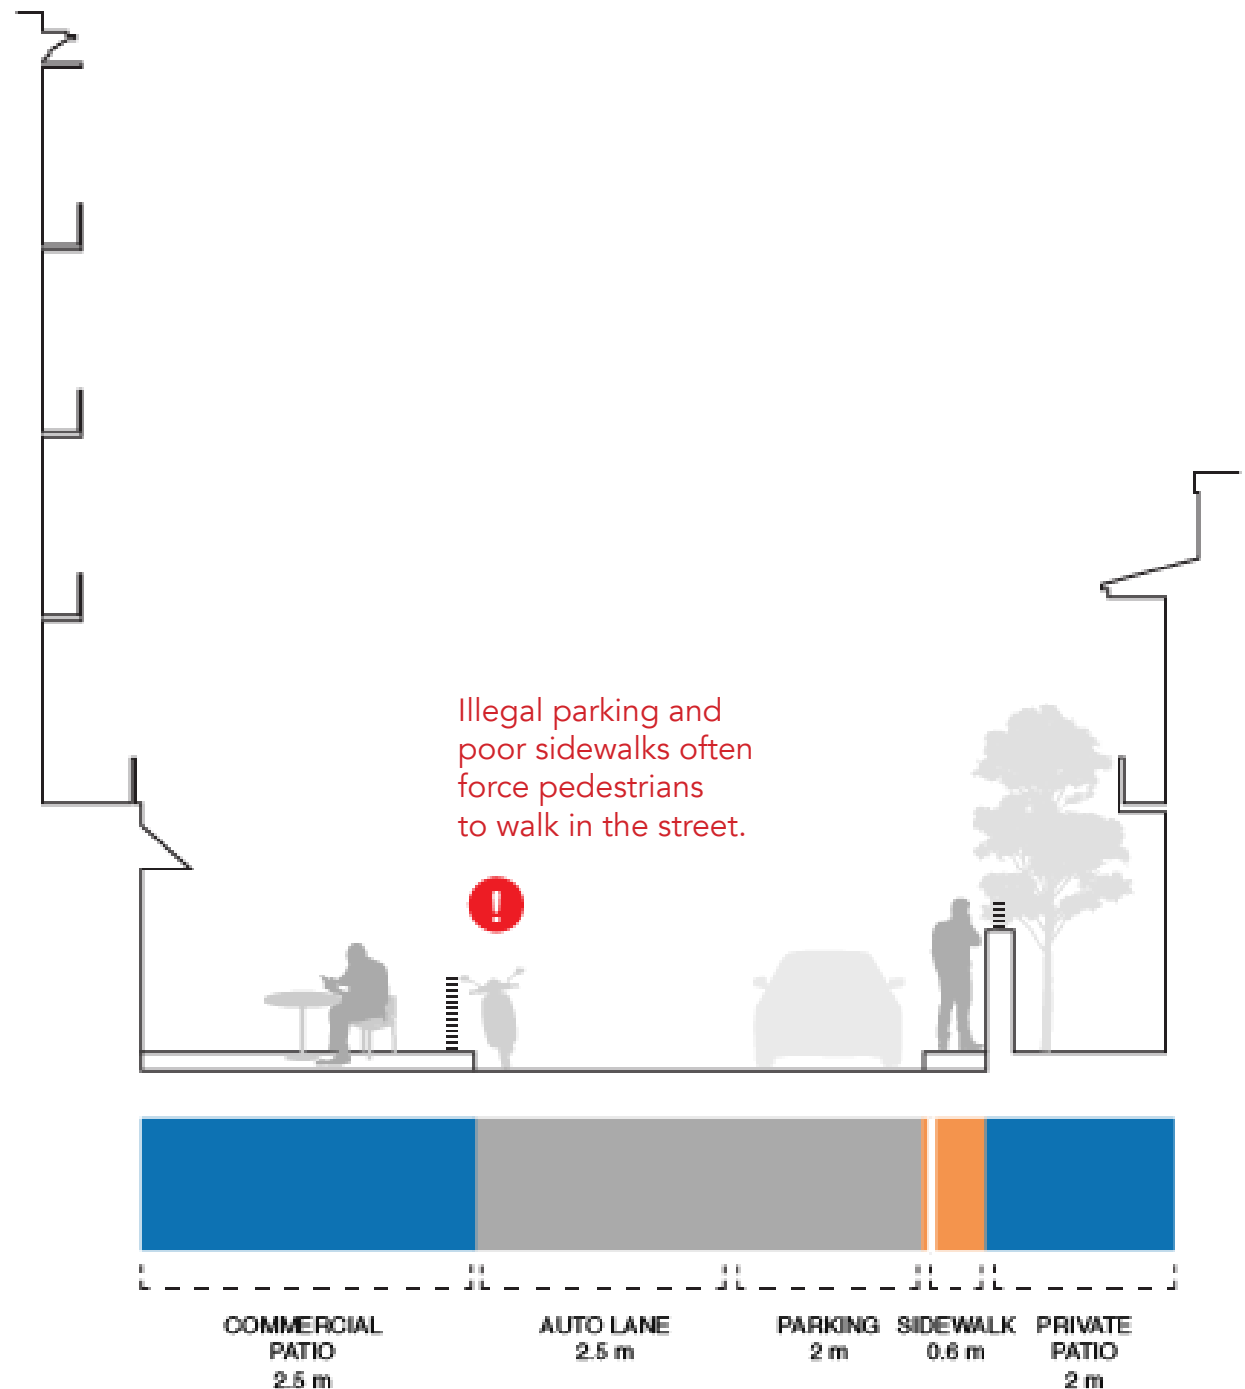 Illegal parking and
poor sidewalks often
force pedestrians
to walk in the street.
!
COMMERCIAL
PATIO
2.5 m
AUTO LANE
2.5 m
PARKING
2 m
SIDEWALK
0.6 m
PRIVATE
PATIO
2 m